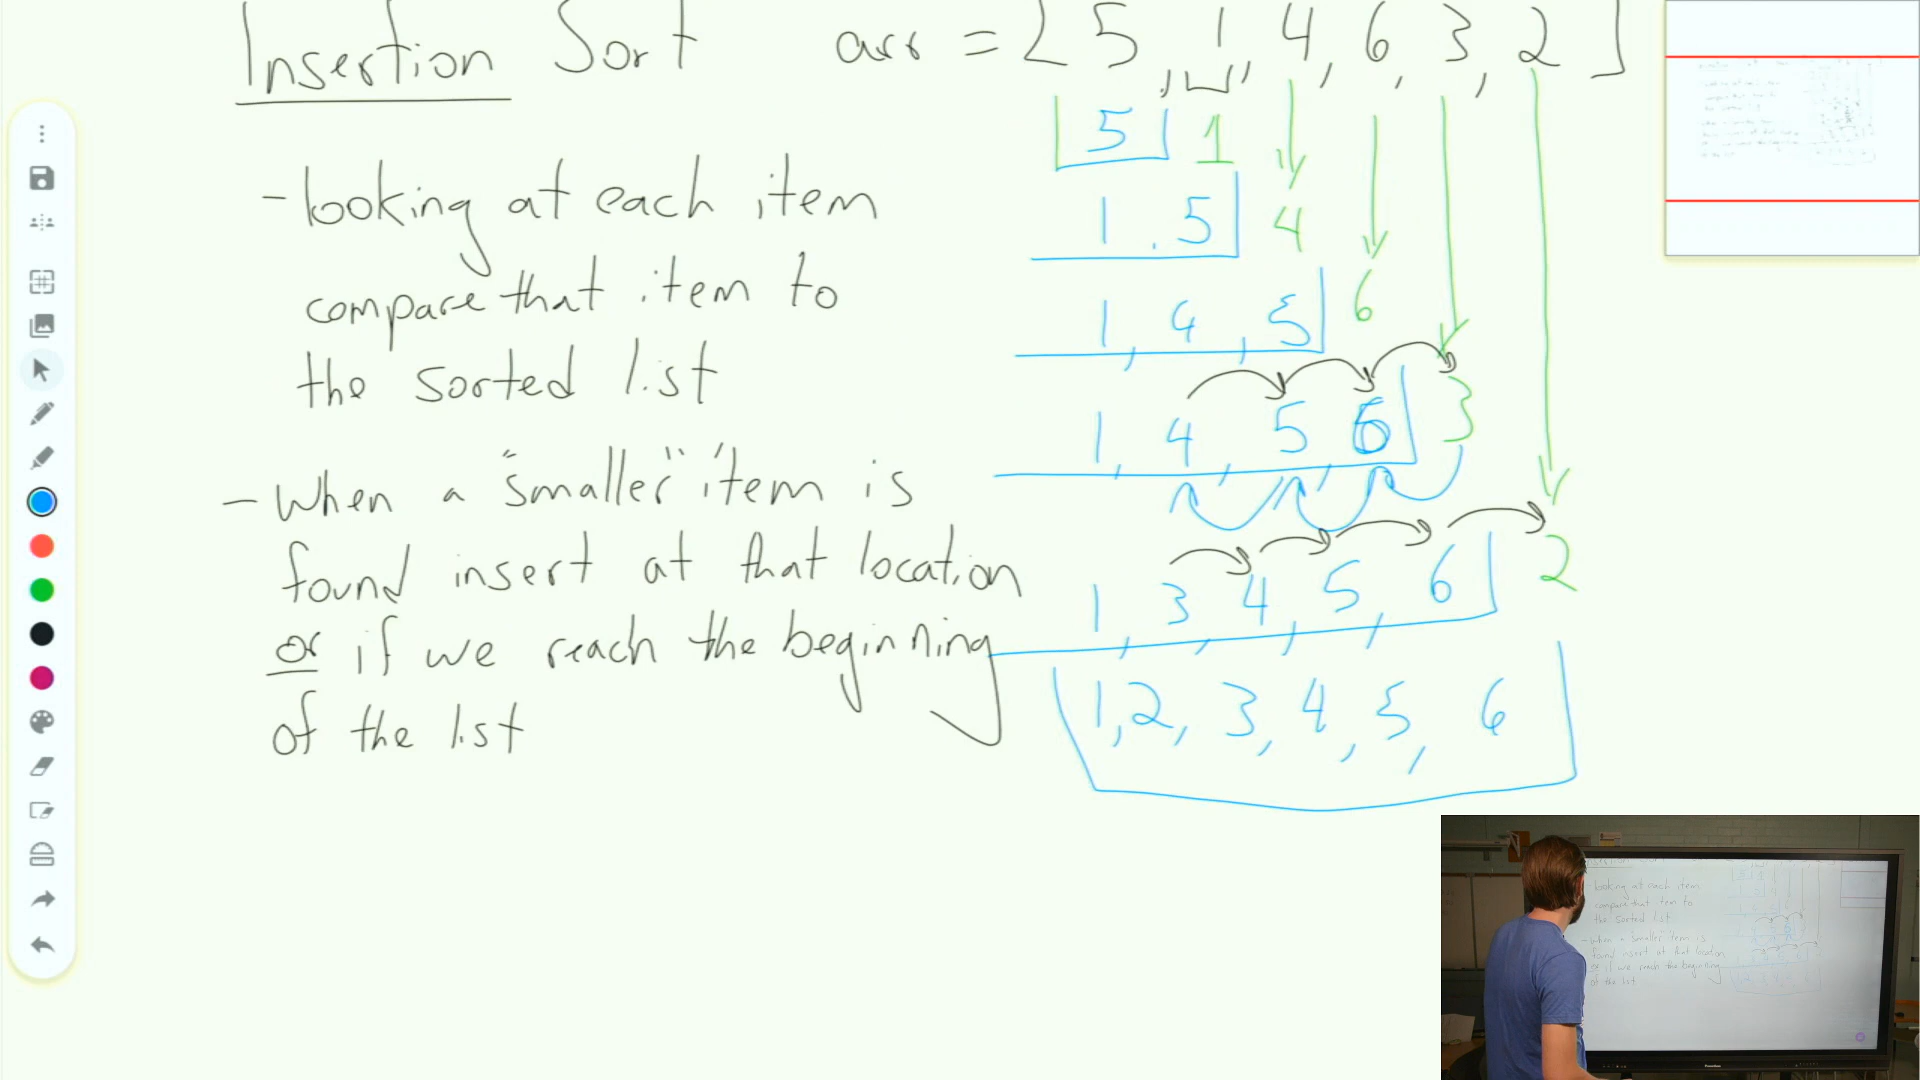 Insertion Sort arr = [ 5, 1, 4, 6, 3, 2 ]
- looking at each item
compare that item to
the sorted list
- When a "smaller" item is
found insert at that location
or if we reach the beginning
of the list
5 1
1 . 5 4
1, 4, 5 6
1, 4, 5, 6 3
1, 3, 4, 5, 6 2
1, 2, 3, 4, 5, 6